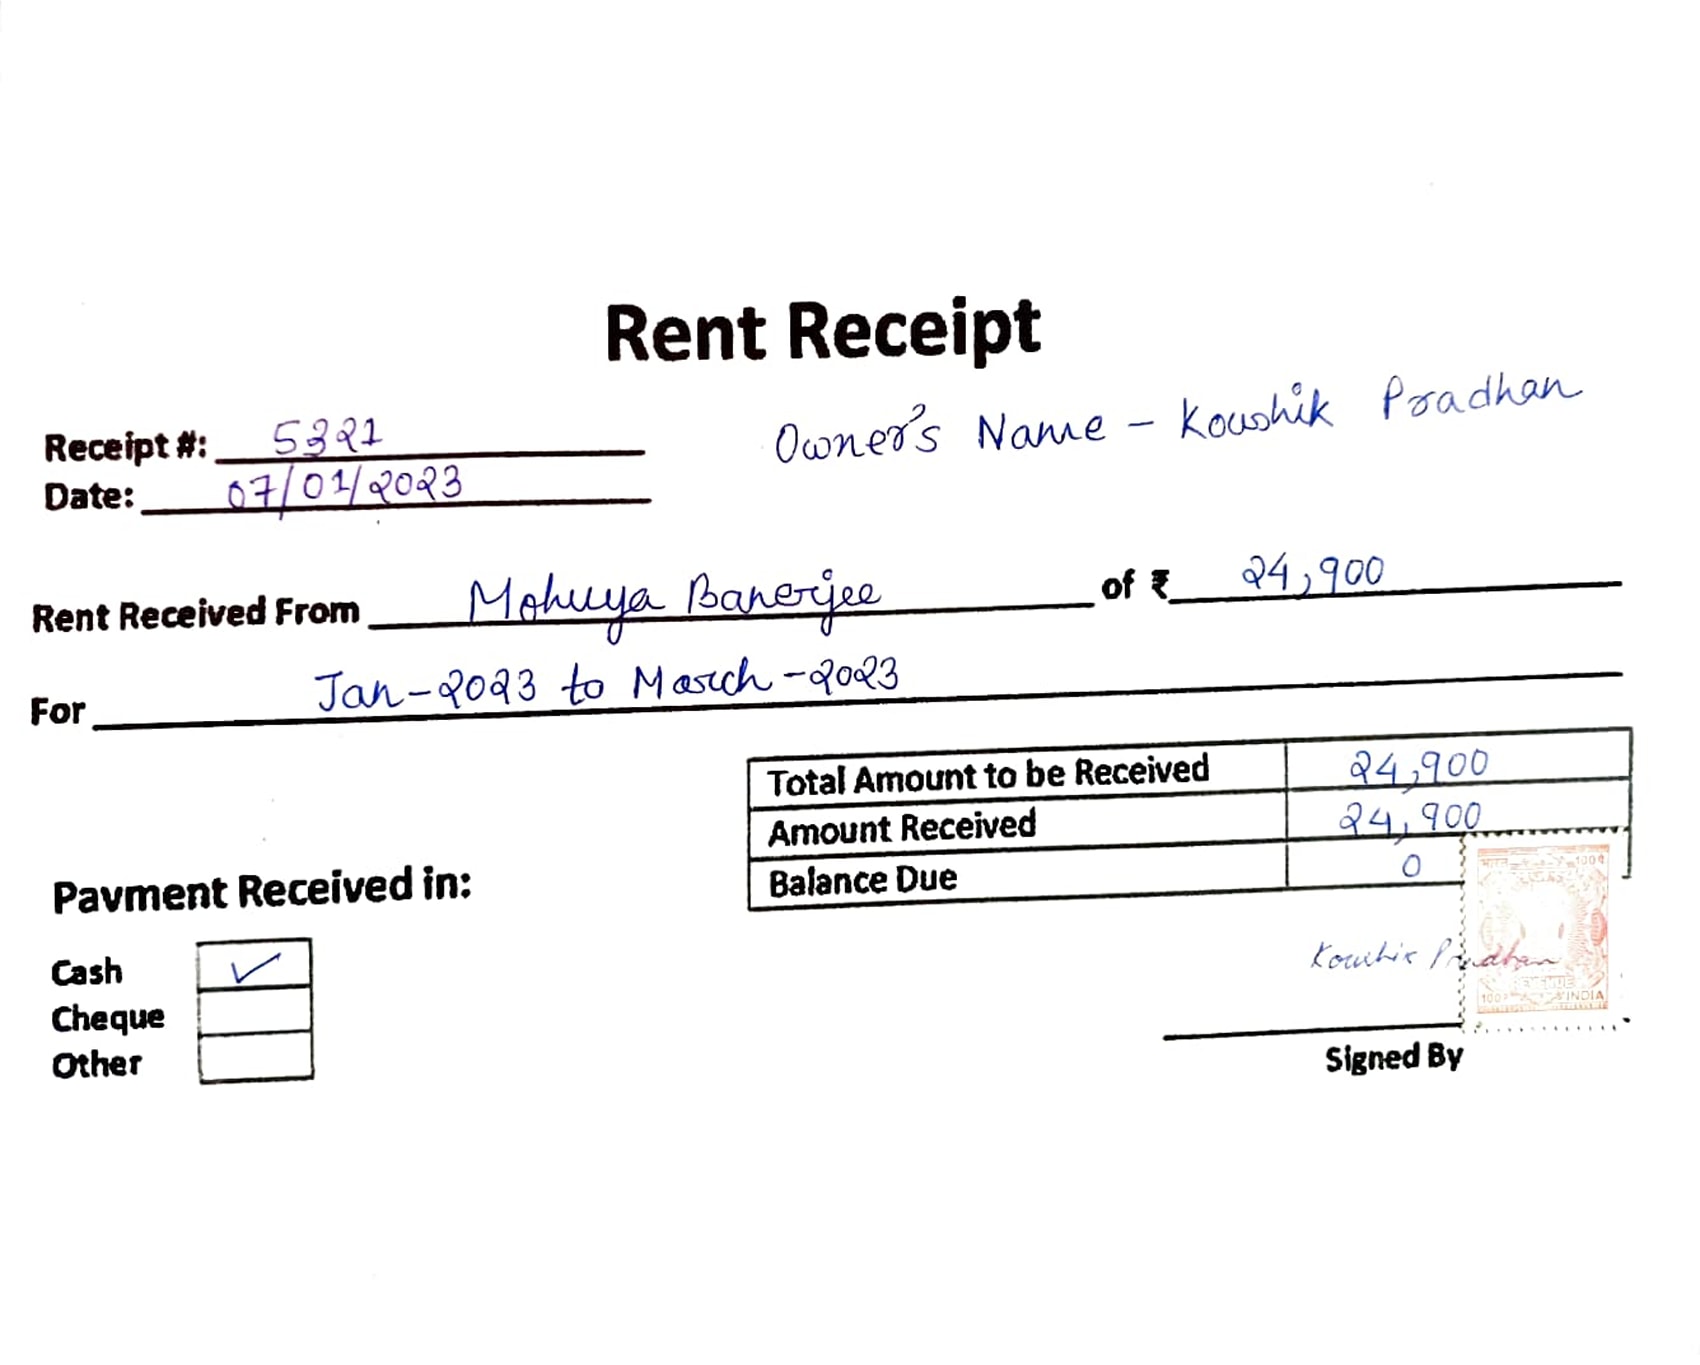 Rent Receipt
Owner's Name - Koushik Pradhan
Receipt #: 5321
Date: 07/01/2023
Rent Received From Mohuya Banerjee of ₹ 24,900
For Jan-2023 to March-2023
Total Amount to be Received 24,900
Amount Received 24,900
Balance Due 0
Payment Received in:
Cash ✓
Cheque
Other
Koushik Pradhan
INDIA
Signed By